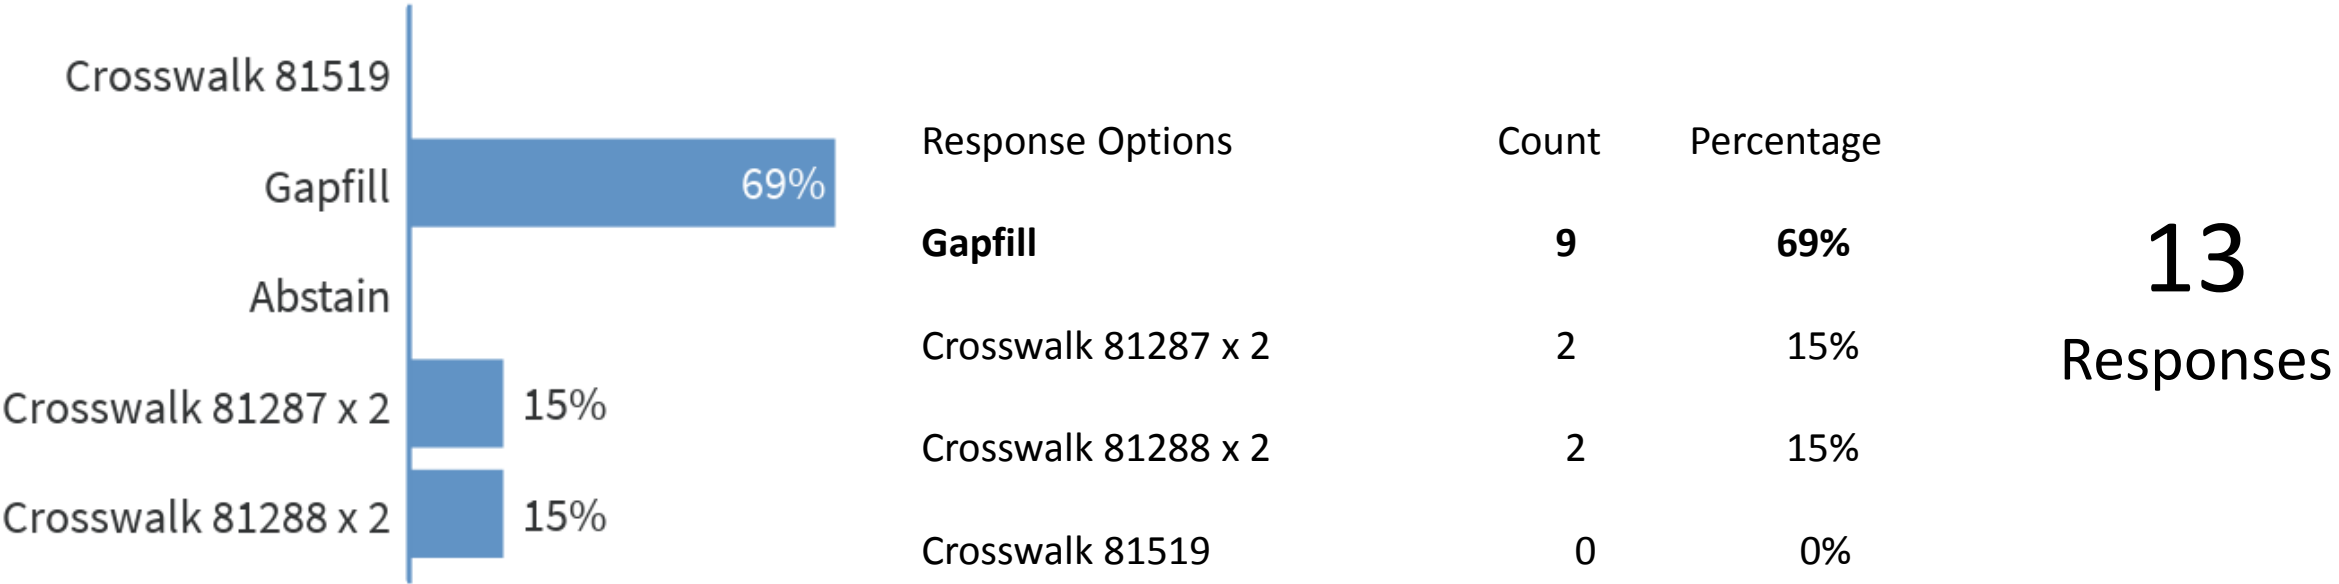 Crosswalk 81519
Gapfill 69%
Abstain
Crosswalk 81287 x 2 15%
Crosswalk 81288 x 2 15%
Response Options Count Percentage
Gapfill 9 69%
Crosswalk 81287 x 2 2 15%
Crosswalk 81288 x 2 2 15%
Crosswalk 81519 0 0%
13
Responses